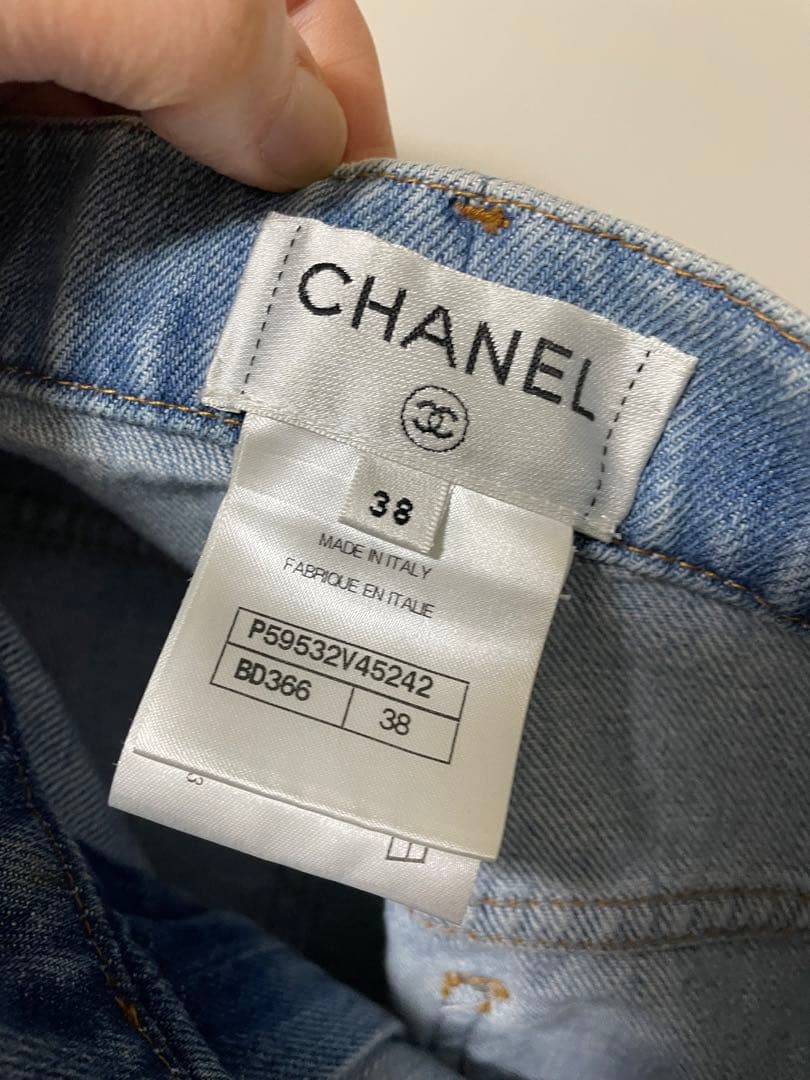 CHANEL
38
MADE IN ITALY
FABRIQUE EN ITALIE
P59532V45242
BD366 38